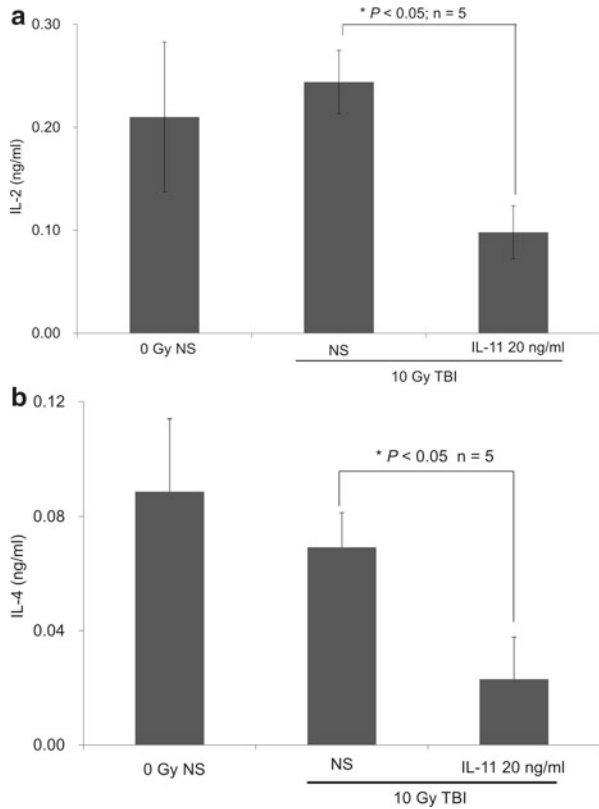 a
* P < 0.05; n = 5
0.30
0.20
0.10
0.00
IL-2 (ng/ml)
0 Gy NS
NS
IL-11 20 ng/ml
10 Gy TBI
b
* P < 0.05 n = 5
0.12
0.08
0.04
0.00
IL-4 (ng/ml)
0 Gy NS
NS
IL-11 20 ng/ml
10 Gy TBI